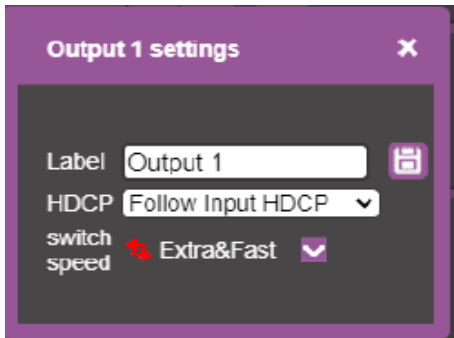 Output 1 settings
Label Output 1
HDCP Follow Input HDCP
switch speed Extra&Fast